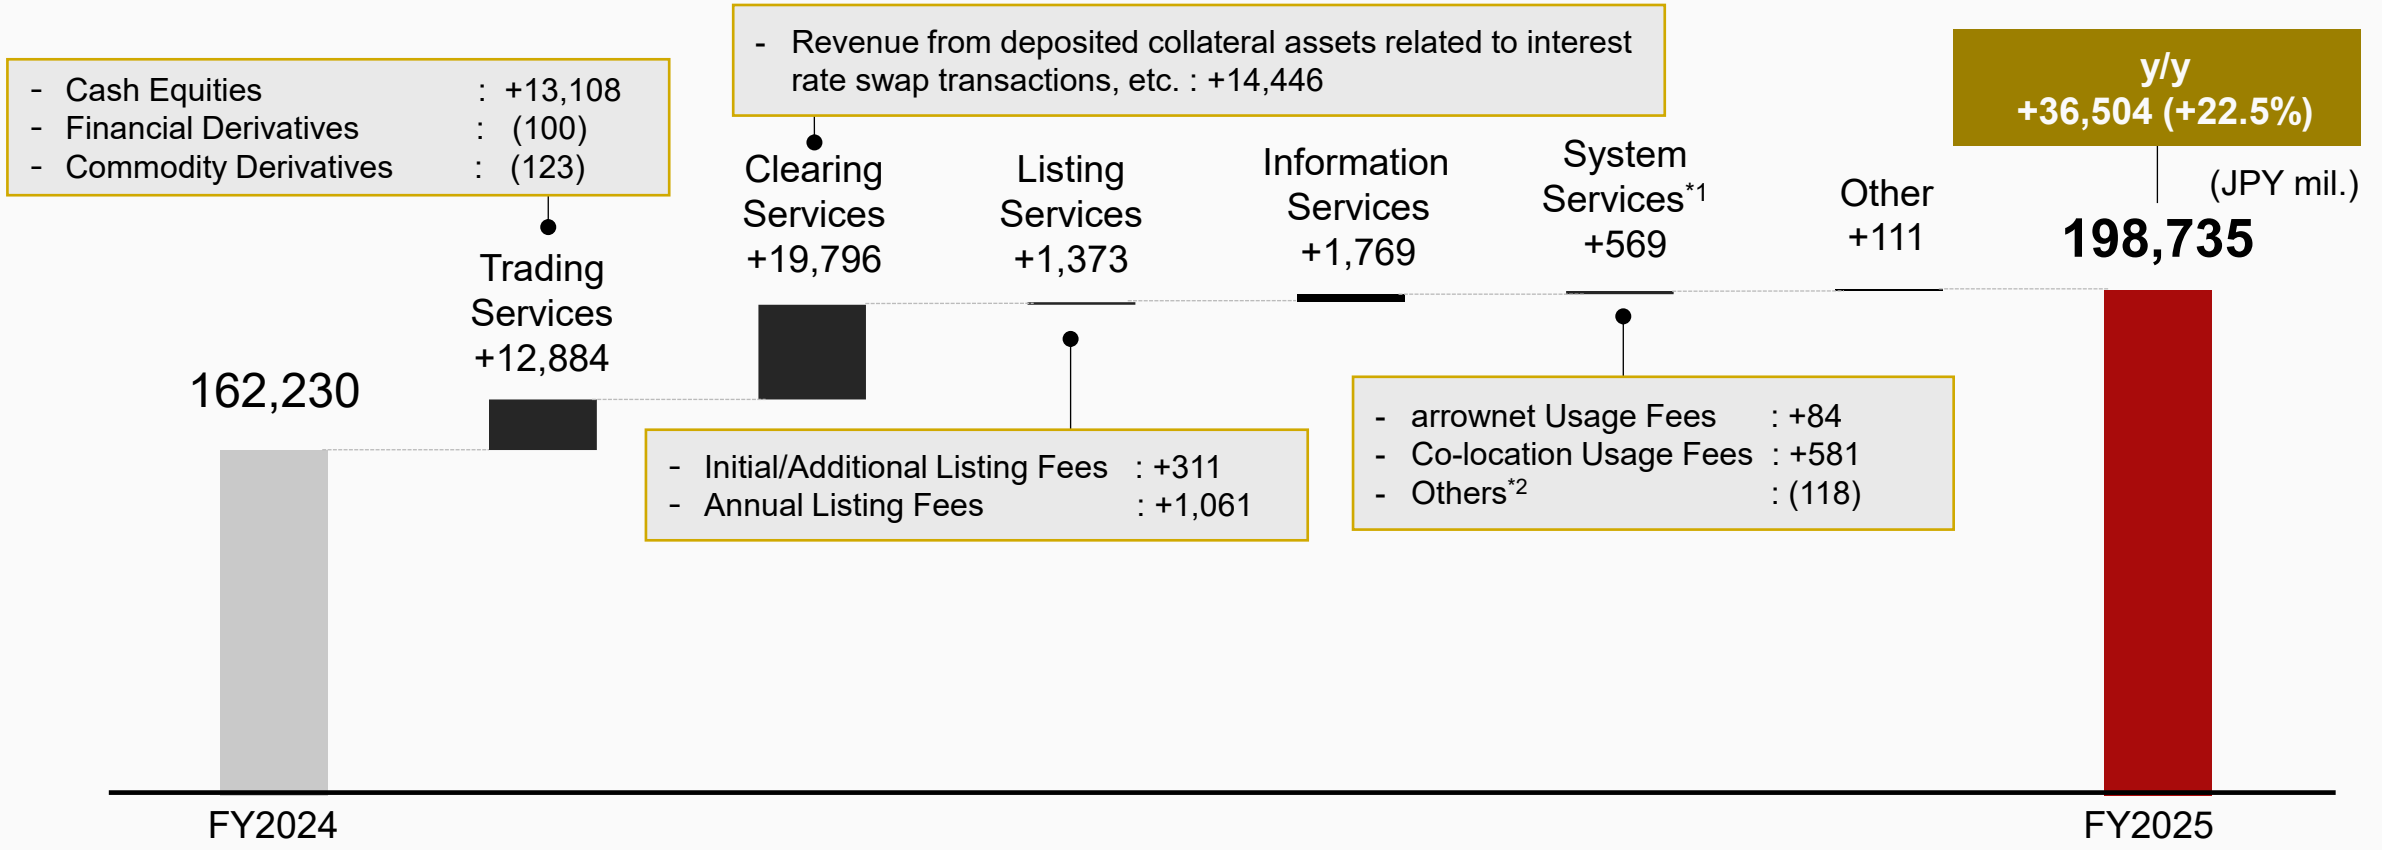 - Cash Equities : +13,108
- Financial Derivatives : (100)
- Commodity Derivatives : (123)
- Revenue from deposited collateral assets related to interest
rate swap transactions, etc. : +14,446
y/y
+36,504 (+22.5%)
(JPY mil.)
162,230
Trading
Services
+12,884
Clearing
Services
+19,796
Listing
Services
+1,373
Information
Services
+1,769
System
Services*1
+569
Other
+111
198,735
- Initial/Additional Listing Fees : +311
- Annual Listing Fees : +1,061
- arrownet Usage Fees : +84
- Co-location Usage Fees : +581
- Others*2 : (118)
FY2024
FY2025